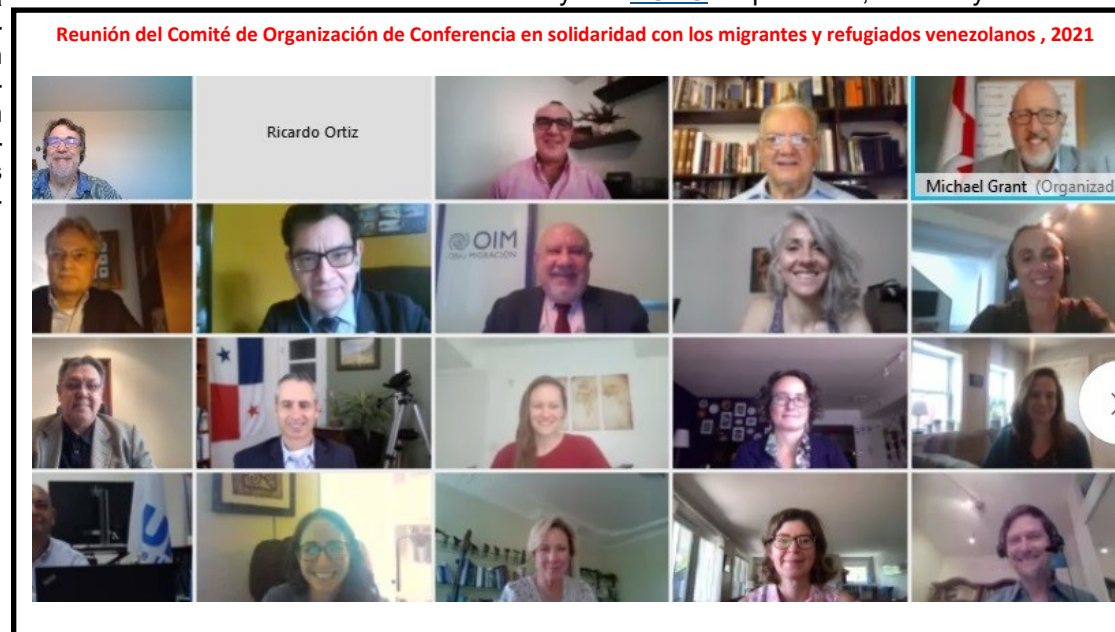 Reunión del Comité de Organización de Conferencia en solidaridad con los migrantes y refugiados venezolanos , 2021
Ricardo Ortiz
Michael Grant (Organizad
OIM
ONU MIGRACIÓN